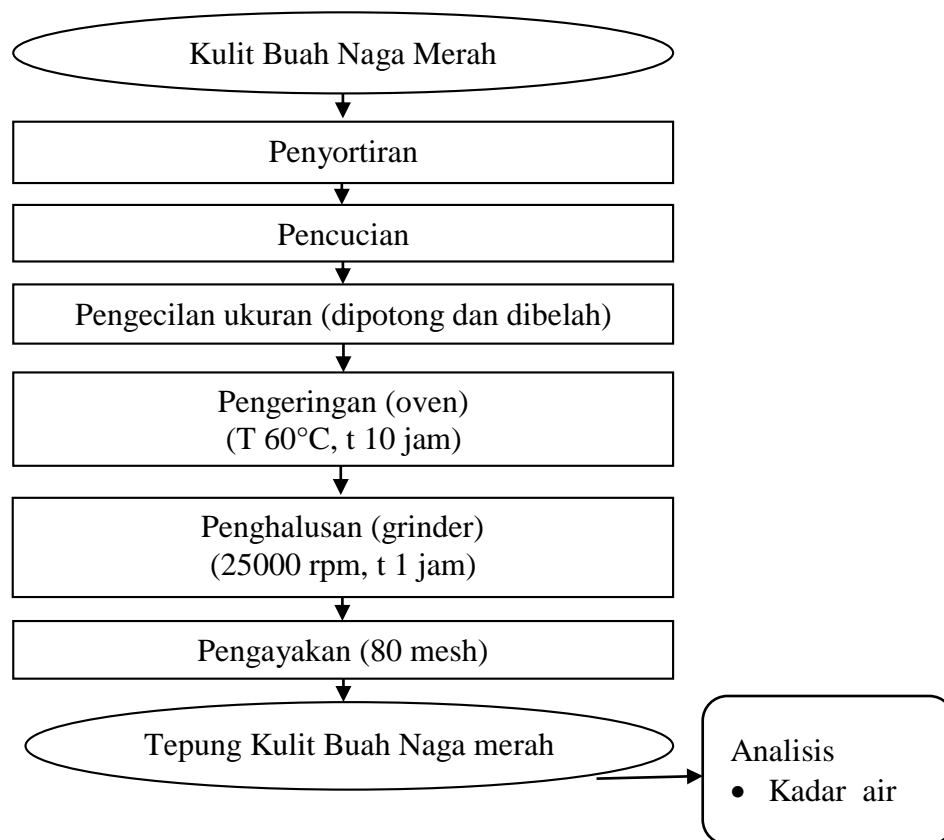 Kulit Buah Naga Merah
Penyortiran
Pencucian
Pengecilan ukuran (dipotong dan dibelah)
Pengeringan (oven)
(T 60°C, t 10 jam)
Penghalusan (grinder)
(25000 rpm, t 1 jam)
Pengayakan (80 mesh)
Tepung Kulit Buah Naga merah
Analisis
• Kadar air